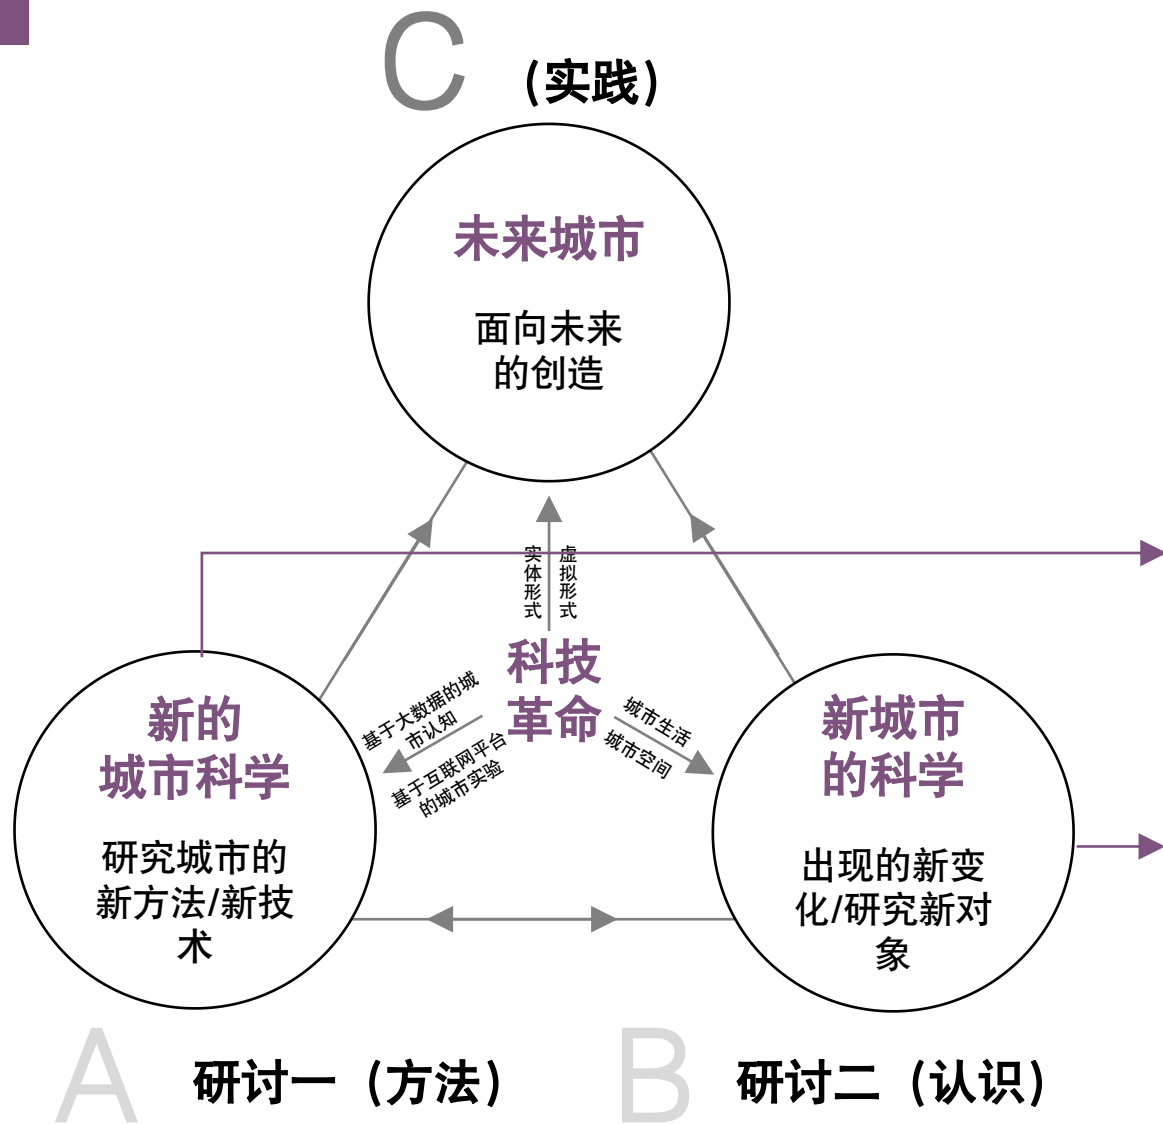 C
（实践）
未来城市
面向未来
的创造
实体形式
虚拟形式
科技
革命
基于大数据的城
市认知
基于互联网平台
的城市实验
城市生活
城市空间
新的
城市科学
研究城市的
新方法/新技
术
新城市
的科学
出现的新变
化/研究新对
象
A
研讨一（方法）
B
研讨二（认识）